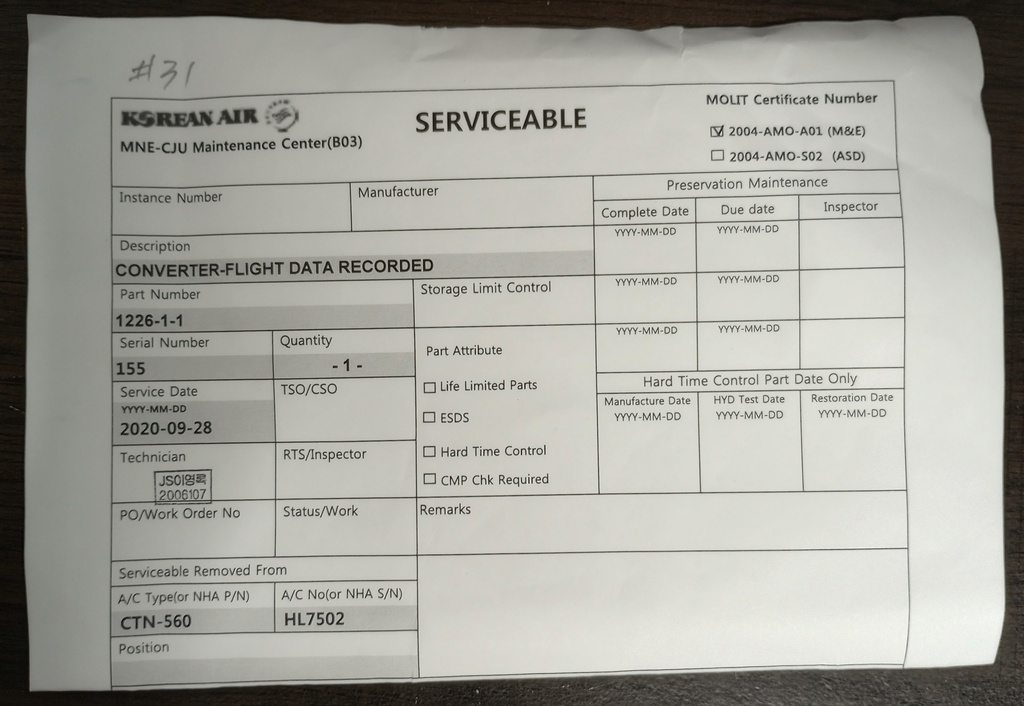 #31
KOREAN AIR
SERVICEABLE
MOLIT Certificate Number
MNE-CJU Maintenance Center(B03)
☑ 2004-AMO-A01 (M&E)
☐ 2004-AMO-S02 (ASD)
Instance Number
Manufacturer
Preservation Maintenance
Complete Date
Due date
Inspector
YYYY-MM-DD
YYYY-MM-DD
Description
CONVERTER-FLIGHT DATA RECORDED
Part Number
1226-1-1
Storage Limit Control
YYYY-MM-DD
YYYY-MM-DD
Serial Number
155
Quantity
- 1 -
Part Attribute
☐ Life Limited Parts
☐ ESDS
☐ Hard Time Control
☐ CMP Chk Required
YYYY-MM-DD
YYYY-MM-DD
Hard Time Control Part Date Only
Manufacture Date
YYYY-MM-DD
HYD Test Date
YYYY-MM-DD
Restoration Date
YYYY-MM-DD
Service Date
YYYY-MM-DD
2020-09-28
TSO/CSO
Technician
JS이영록
2006107
RTS/Inspector
PO/Work Order No
Status/Work
Remarks
Serviceable Removed From
A/C Type(or NHA P/N)
CTN-560
A/C No(or NHA S/N)
HL7502
Position